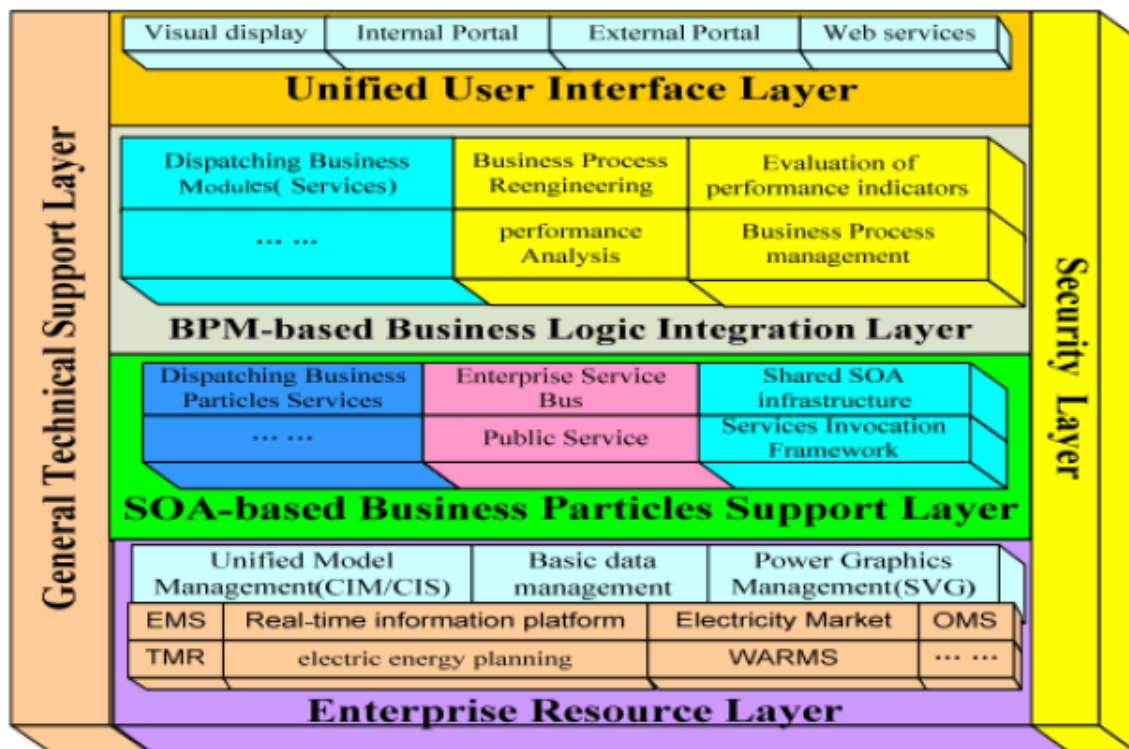 General Technical Support Layer
Visual display Internal Portal External Portal Web services
Unified User Interface Layer
Dispatching Business
Modules( Services)
Business Process
Reengineering
Evaluation of
performance indicators
... ...
performance
Analysis
Business Process
management
BPM-based Business Logic Integration Layer
Dispatching Business
Particles Services
Enterprise Service
Bus
Shared SOA
infrastructure
... ...
Public Service
Services Invocation
Framework
SOA-based Business Particles Support Layer
Unified Model
Management(CIM/CIS)
Basic data
management
Power Graphics
Management(SVG)
EMS Real-time information platform Electricity Market OMS
TMR electric energy planning WARMS ... ...
Enterprise Resource Layer
Security Layer